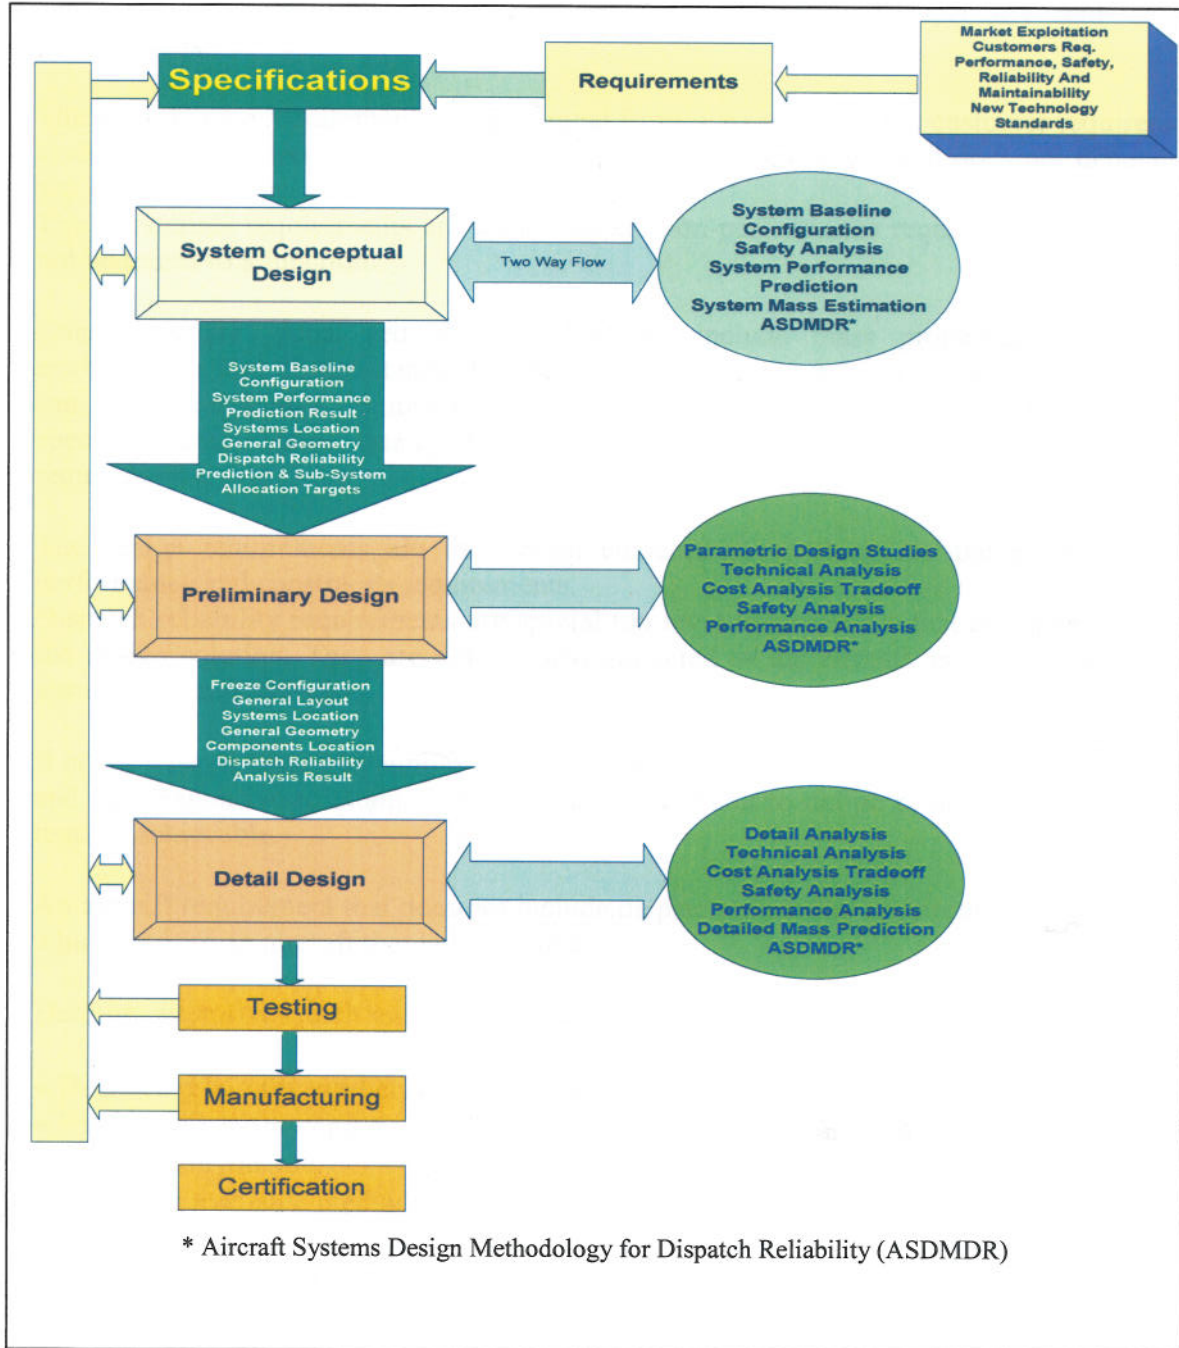 Specifications
Requirements
Market Exploitation
Customers Req.
Performance, Safety,
Reliability And
Maintainability
New Technology
Standards
System Conceptual
Design
Two Way Flow
System Baseline
Configuration
Safety Analysis
System Performance
Prediction
System Mass Estimation
ASDMDR*
System Baseline
Configuration
System Performance
Prediction Result
Systems Location
General Geometry
Dispatch Reliability
Prediction & Sub-System
Allocation Targets
Preliminary Design
Parametric Design Studies
Technical Analysis
Cost Analysis Tradeoff
Safety Analysis
Performance Analysis
ASDMDR*
Freeze Configuration
General Layout
Systems Location
General Geometry
Components Location
Dispatch Reliability
Analysis Result
Detail Design
Detail Analysis
Technical Analysis
Cost Analysis Tradeoff
Safety Analysis
Performance Analysis
Detailed Mass Prediction
ASDMDR*
Testing
Manufacturing
Certification
* Aircraft Systems Design Methodology for Dispatch Reliability (ASDMDR)